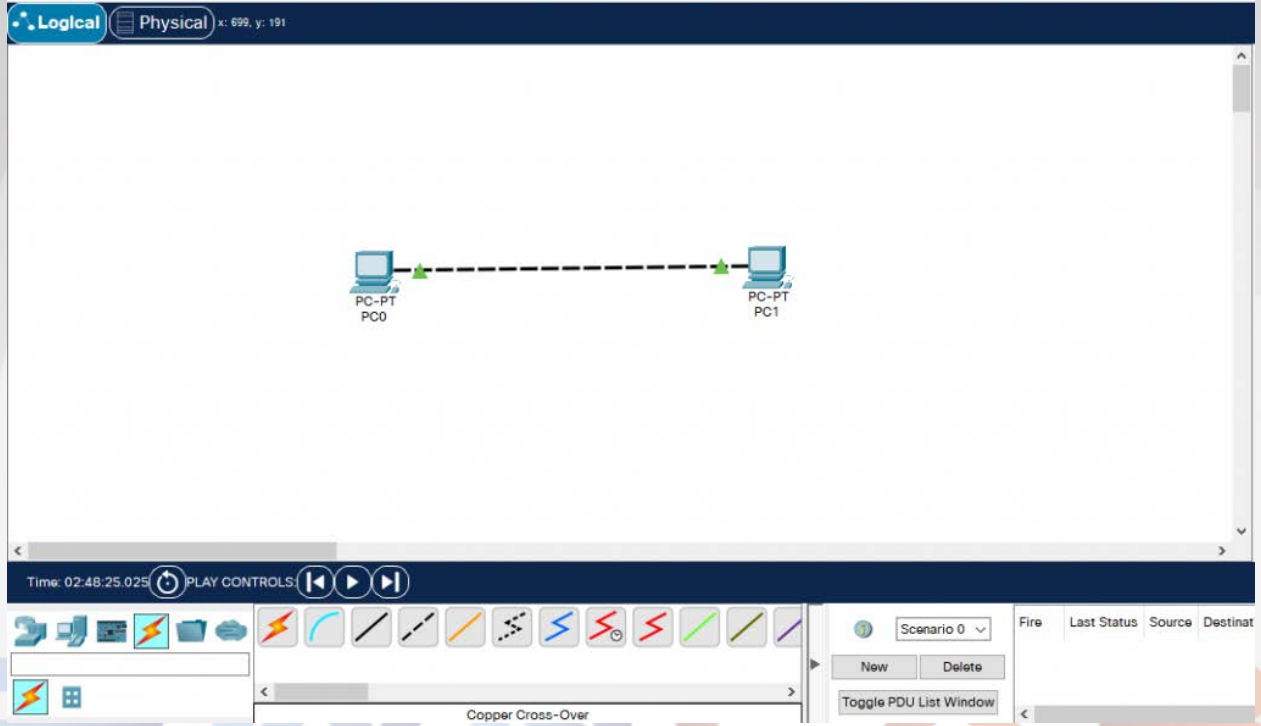 Logical Physical x: 699, y: 191
PC-PT
PC0
PC-PT
PC1
Time: 02:48:25.025 PLAY CONTROLS:
Scenario 0
New Delete
Toggle PDU List Window
Fire Last Status Source Destinat
Copper Cross-Over